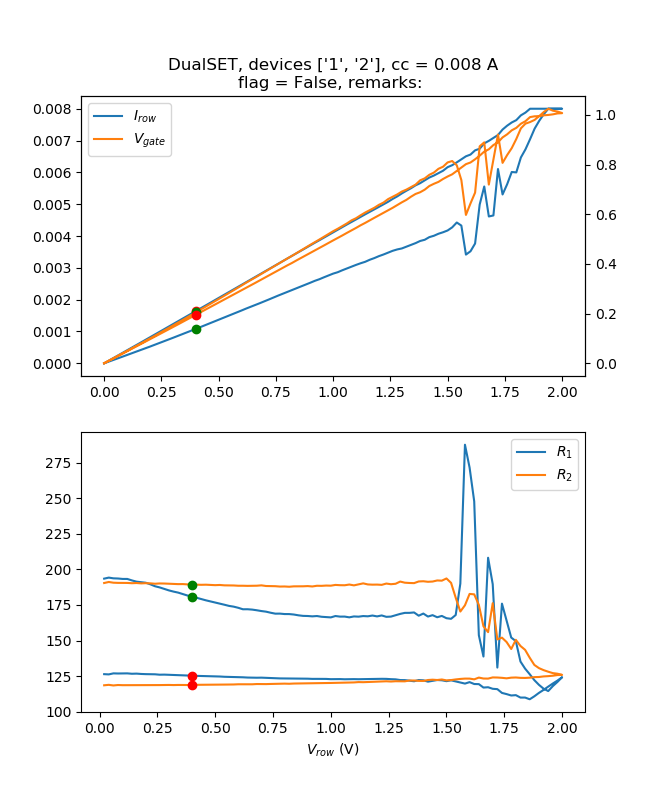 DualSET, devices ['1', '2'], cc = 0.008 A
flag = False, remarks:
I_row
V_gate
0.008
0.007
0.006
0.005
0.004
0.003
0.002
0.001
0.000
1.0
0.8
0.6
0.4
0.2
0.0
0.00 0.25 0.50 0.75 1.00 1.25 1.50 1.75 2.00
R_1
R_2
275
250
225
200
175
150
125
100
0.00 0.25 0.50 0.75 1.00 1.25 1.50 1.75 2.00
V_row (V)